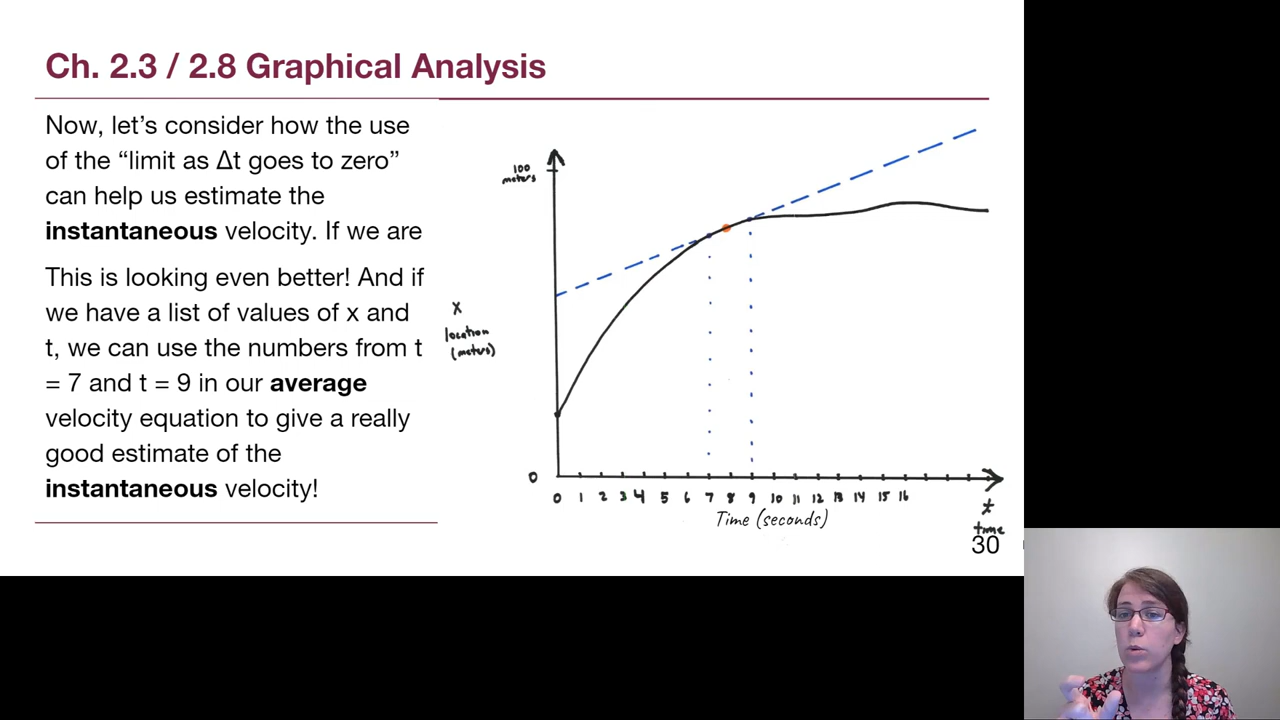 Ch. 2.3 / 2.8 Graphical Analysis
Now, let’s consider how the use
of the “limit as Δt goes to zero”
can help us estimate the
instantaneous velocity. If we are
This is looking even better! And if
we have a list of values of x and
t, we can use the numbers from t
= 7 and t = 9 in our average
velocity equation to give a really
good estimate of the
instantaneous velocity!
100
meters
x
location
(meters)
0
0 1 2 3 4 5 6 7 8 9 10 11 12 13 14 15 16
Time (seconds)
t
time
30